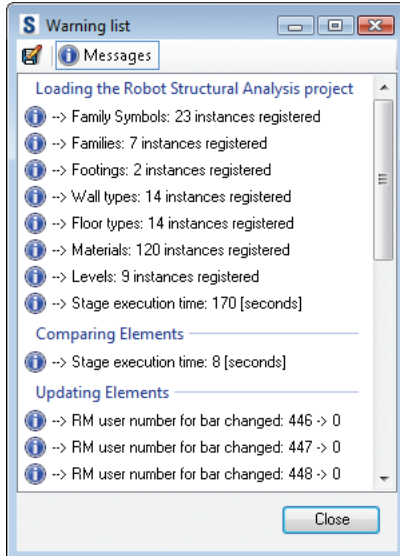 S Warning list
Messages
Loading the Robot Structural Analysis project
--> Family Symbols: 23 instances registered
--> Families: 7 instances registered
--> Footings: 2 instances registered
--> Wall types: 14 instances registered
--> Floor types: 14 instances registered
--> Materials: 120 instances registered
--> Levels: 9 instances registered
--> Stage execution time: 170 [seconds]
Comparing Elements
--> Stage execution time: 8 [seconds]
Updating Elements
--> RM user number for bar changed: 446 -> 0
--> RM user number for bar changed: 447 -> 0
--> RM user number for bar changed: 448 -> 0
Close